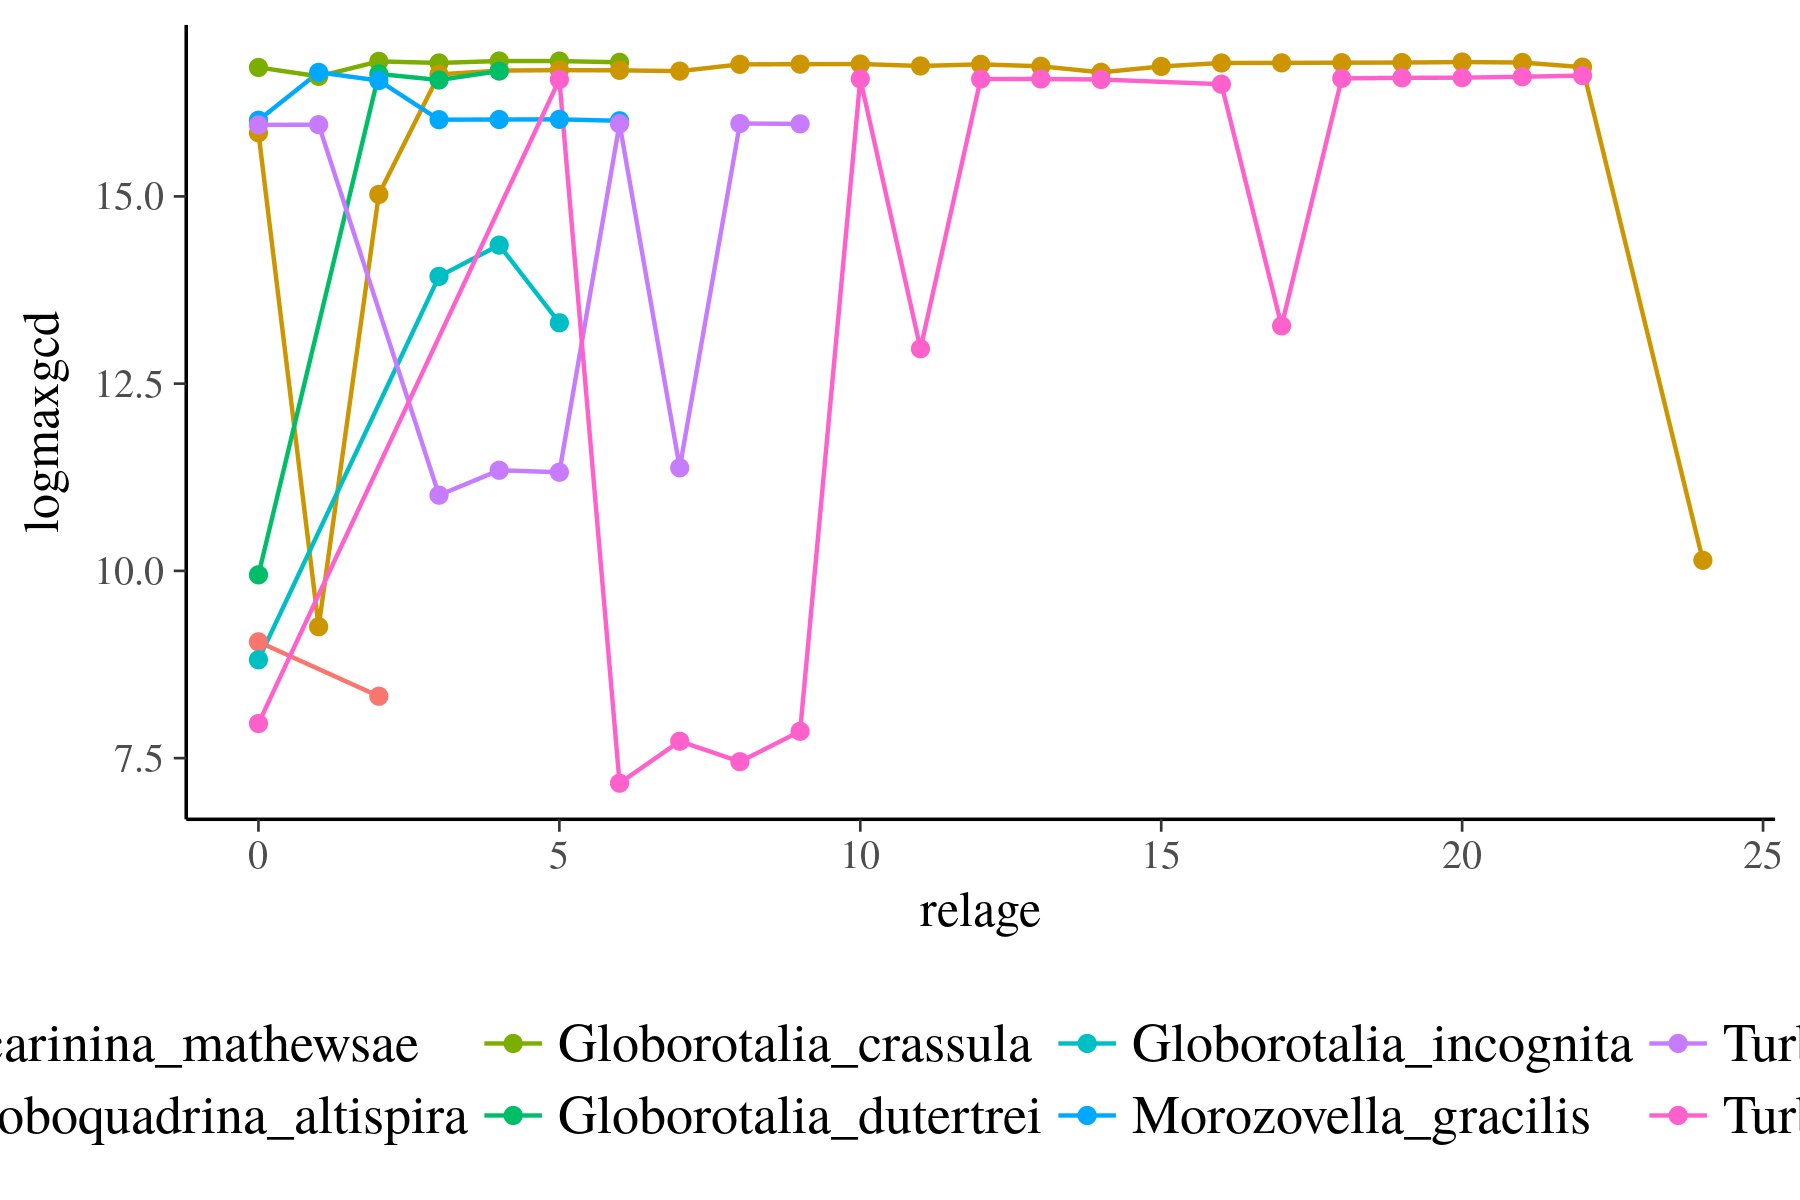 15.0
12.5
10.0
7.5
logmaxgcd
0 5 10 15 20 25
relage
carinina_mathewsae Globorotalia_crassula Globorotalia_incognita Turb
oboquadrina_altispira Globorotalia_dutertrei Morozovella_gracilis Turb